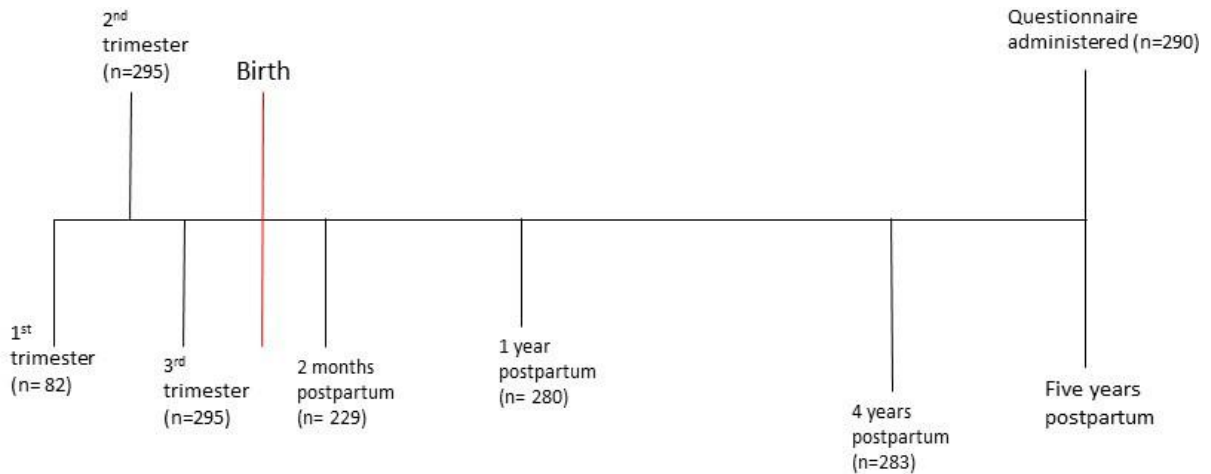 2nd
trimester
(n=295)
Birth
Questionnaire
administered (n=290)
1st
trimester
(n= 82)
3rd
trimester
(n=295)
2 months
postpartum
(n= 229)
1 year
postpartum
(n= 280)
4 years
postpartum
(n=283)
Five years
postpartum